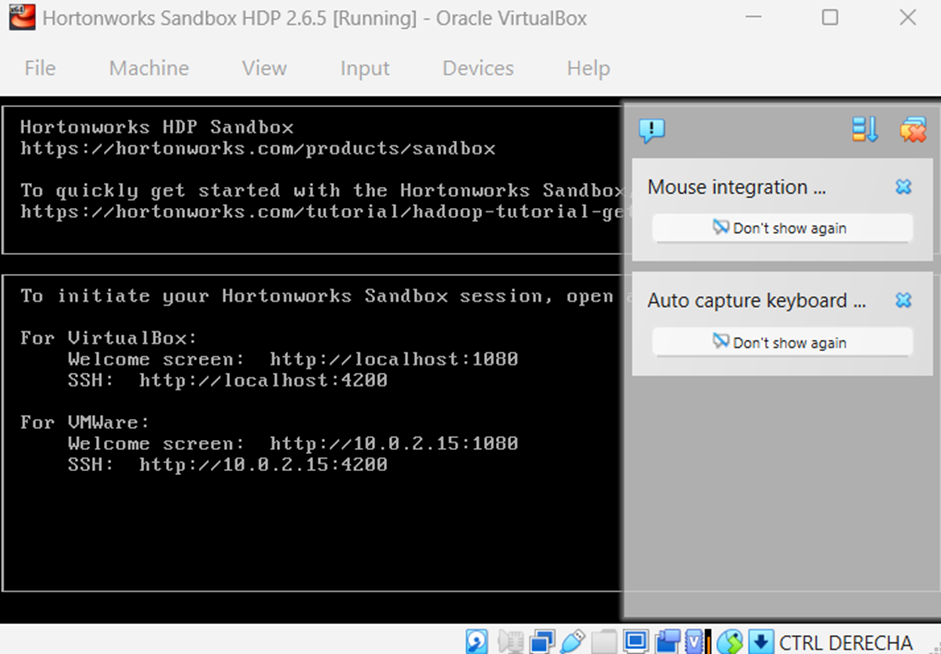 Hortonworks Sandbox HDP 2.6.5 [Running] - Oracle VirtualBox
File Machine View Input Devices Help
Hortonworks HDP Sandbox
https://hortonworks.com/products/sandbox
To quickly get started with the Hortonworks Sandbox,
https://hortonworks.com/tutorial/hadoop-tutorial-get
To initiate your Hortonworks Sandbox session, open a
For VirtualBox:
Welcome screen: http://localhost:1080
SSH: http://localhost:4200
For VMWare:
Welcome screen: http://10.0.2.15:1080
SSH: http://10.0.2.15:4200
Mouse integration ...
Don't show again
Auto capture keyboard ...
Don't show again
CTRL DERECHA